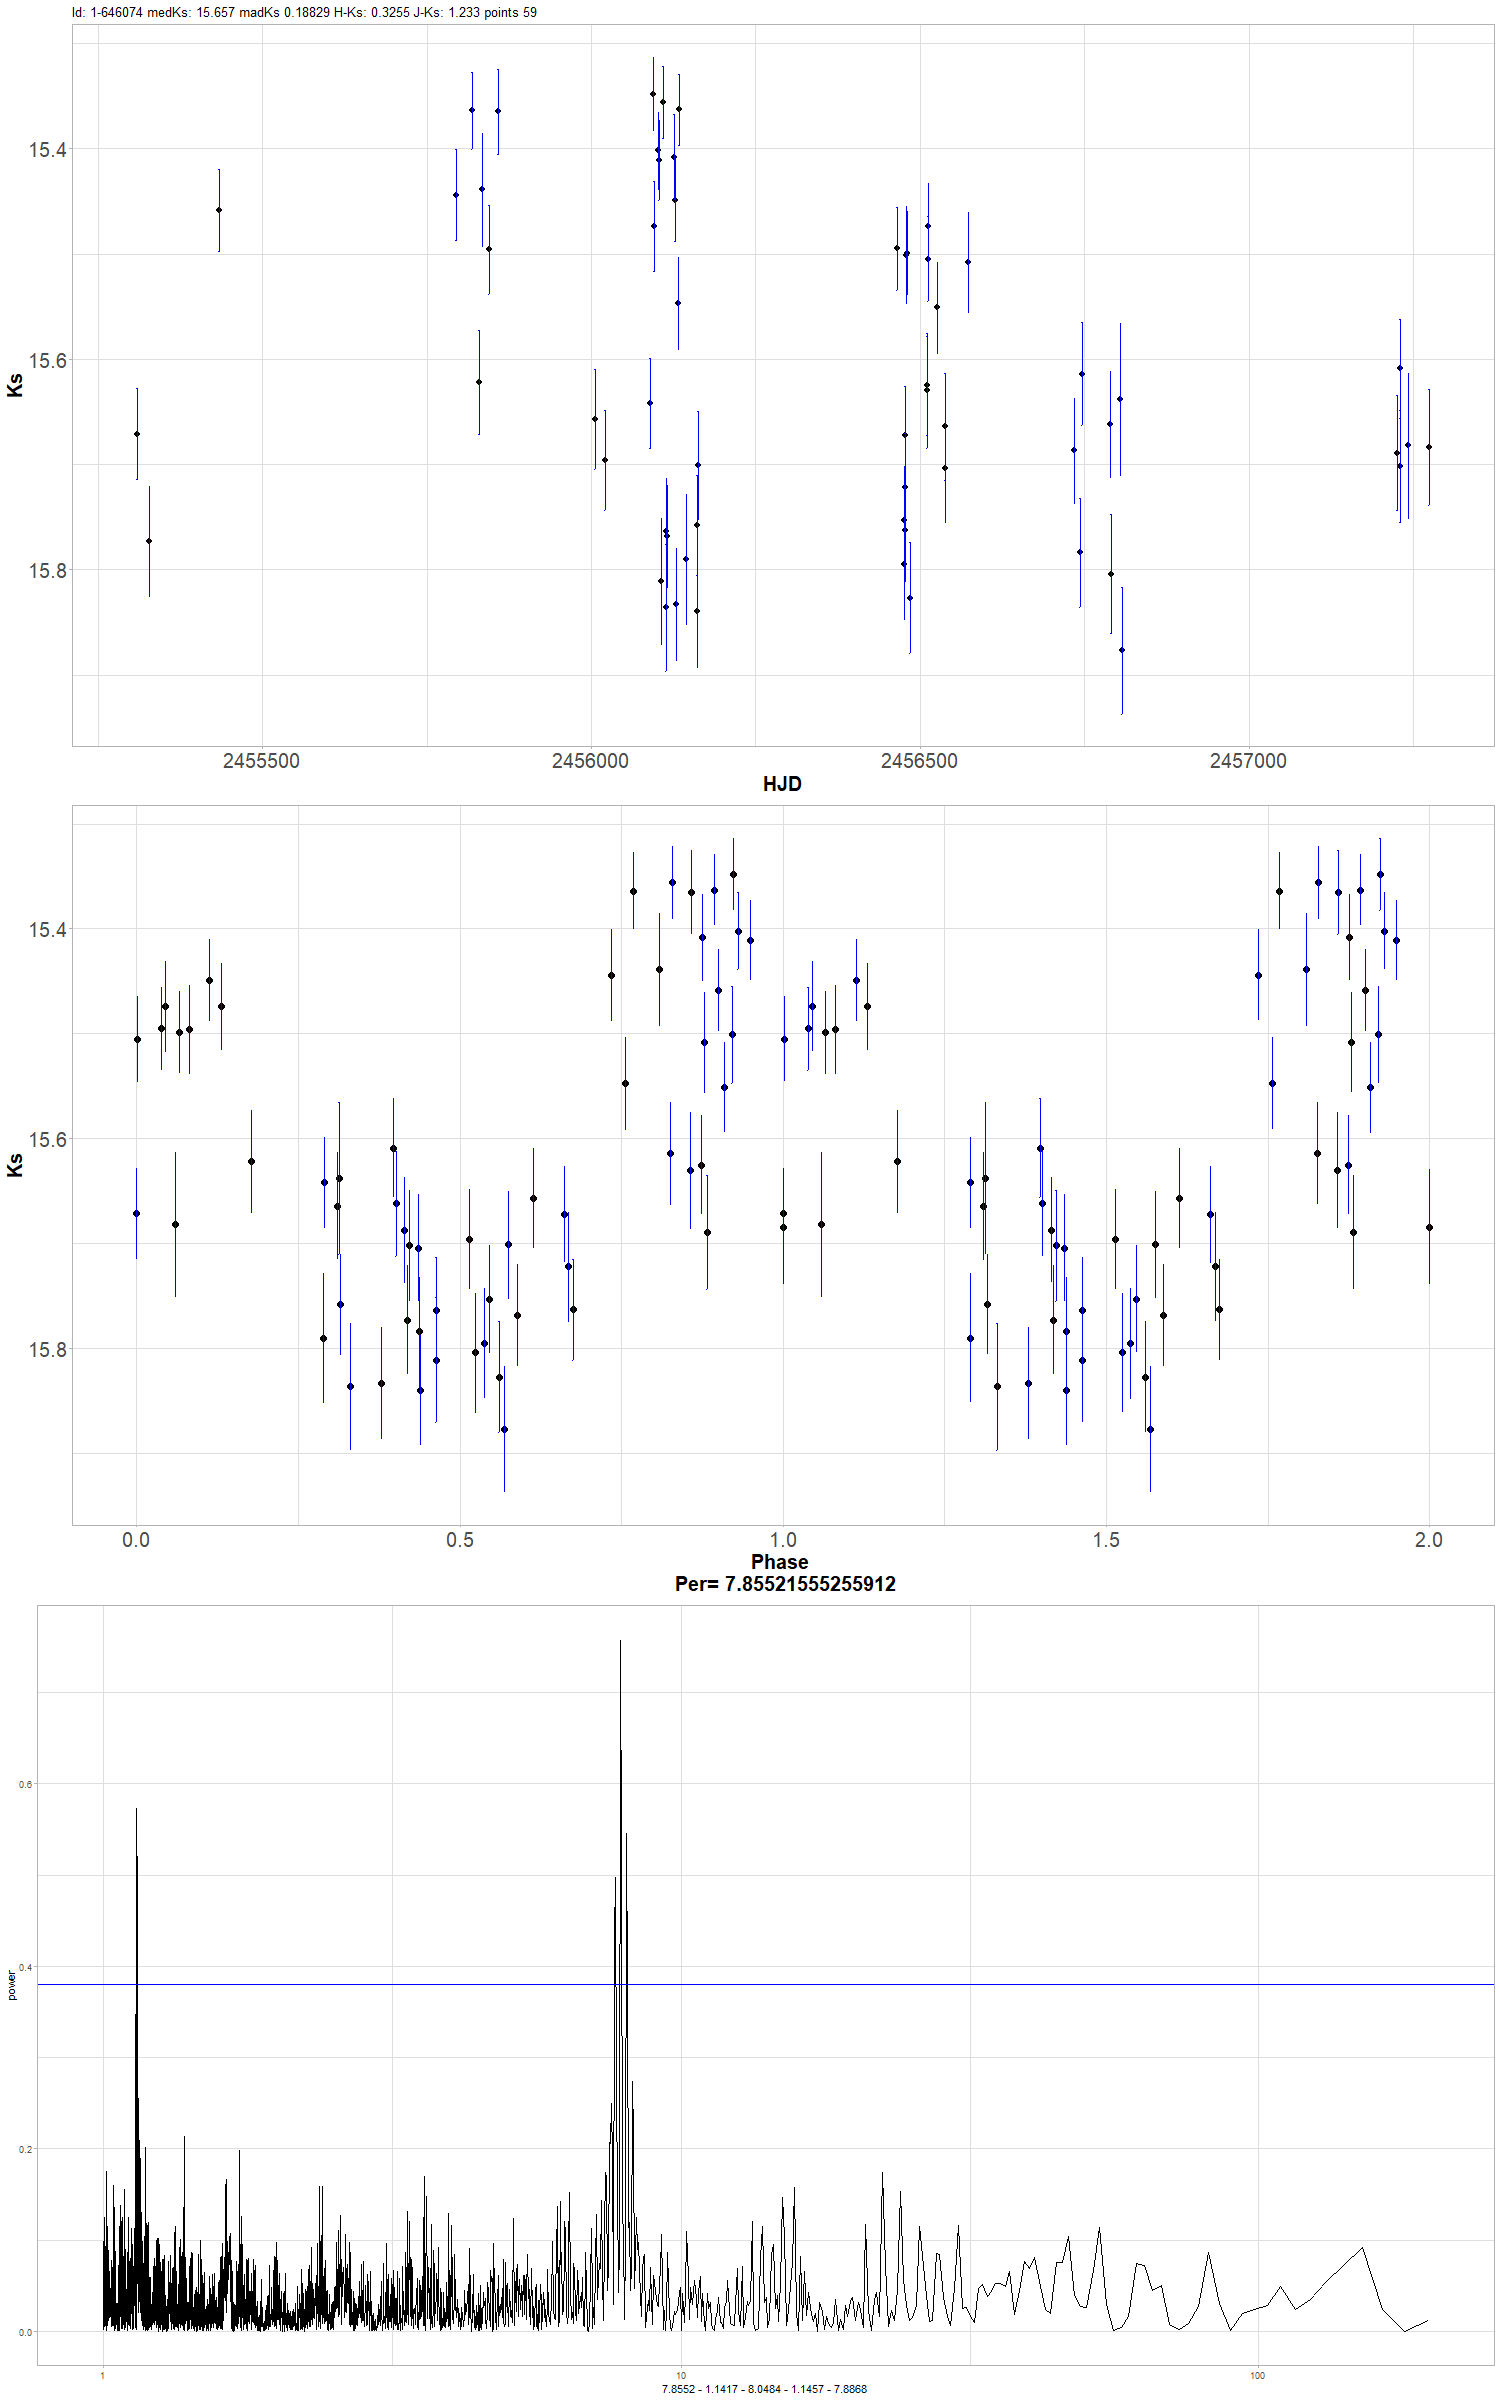 Id: 1-646074 medKs: 15.657 madKs 0.18829 H-Ks: 0.3255 J-Ks: 1.233 points 59
15.4
15.6
15.8
Ks
2455500 2456000 2456500 2457000
HJD
15.4
15.6
15.8
Ks
0.0 0.5 1.0 1.5 2.0
Phase
Per= 7.85521555255912
0.6
0.4
0.2
0.0
power
1 10 100
7.8552 - 1.1417 - 8.0484 - 1.1457 - 7.8868